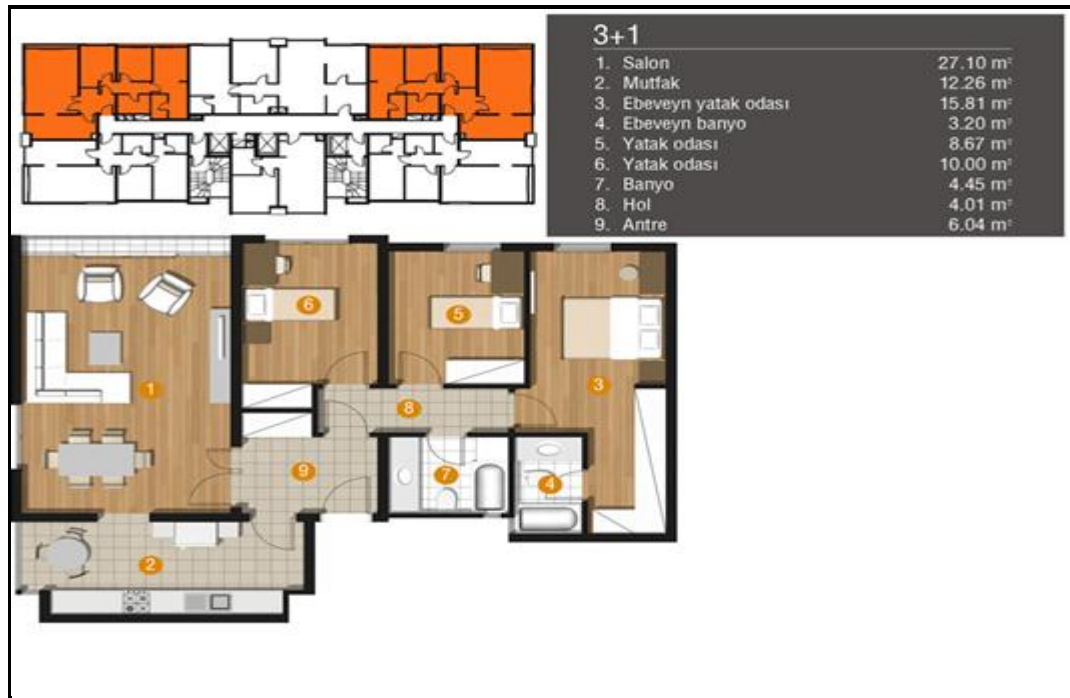 3+1
1. Salon 27.10 m²
2. Mutfak 12.26 m²
3. Ebeveyn yatak odası 15.81 m²
4. Ebeveyn banyo 3.20 m²
5. Yatak odası 8.67 m²
6. Yatak odası 10.00 m²
7. Banyo 4.45 m²
8. Hol 4.01 m²
9. Antre 6.04 m²
6
5
1
8
3
9
7
4
2